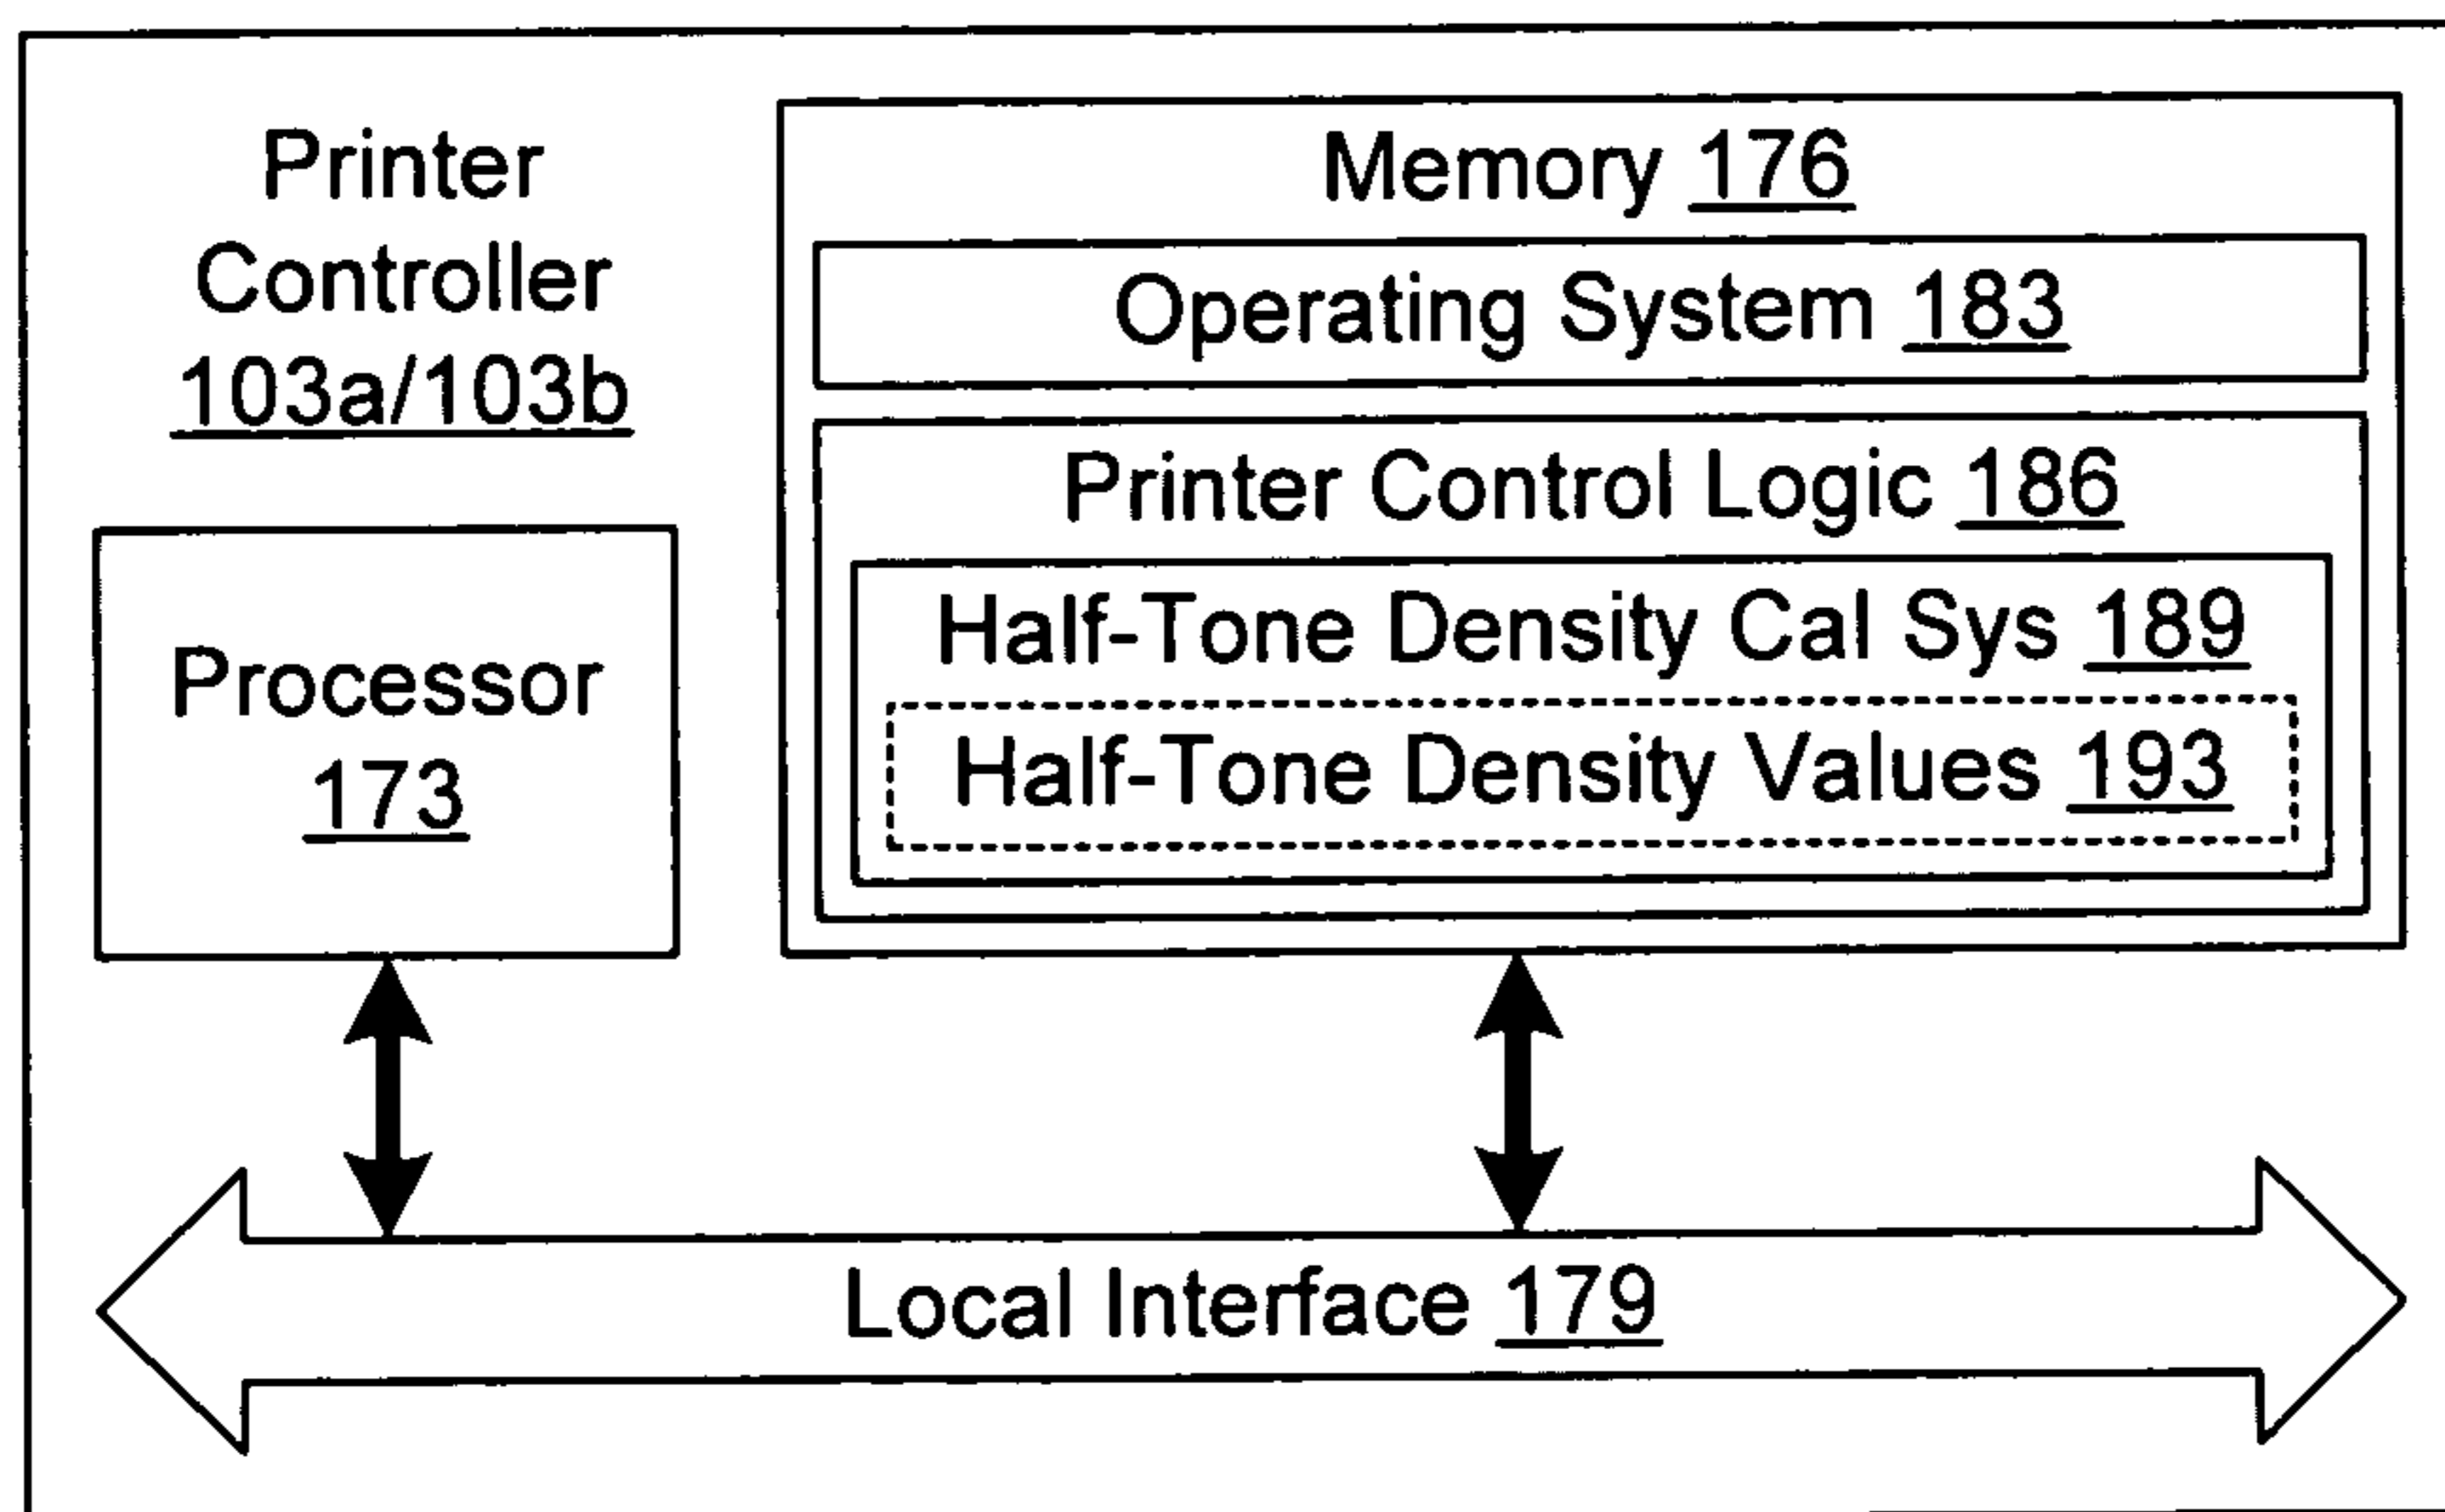 Printer
Controller
103a/103b
Memory 176
Operating System 183
Printer Control Logic 186
Half-Tone Density Cal Sys 189
Half-Tone Density Values 193
Processor
173
Local Interface 179